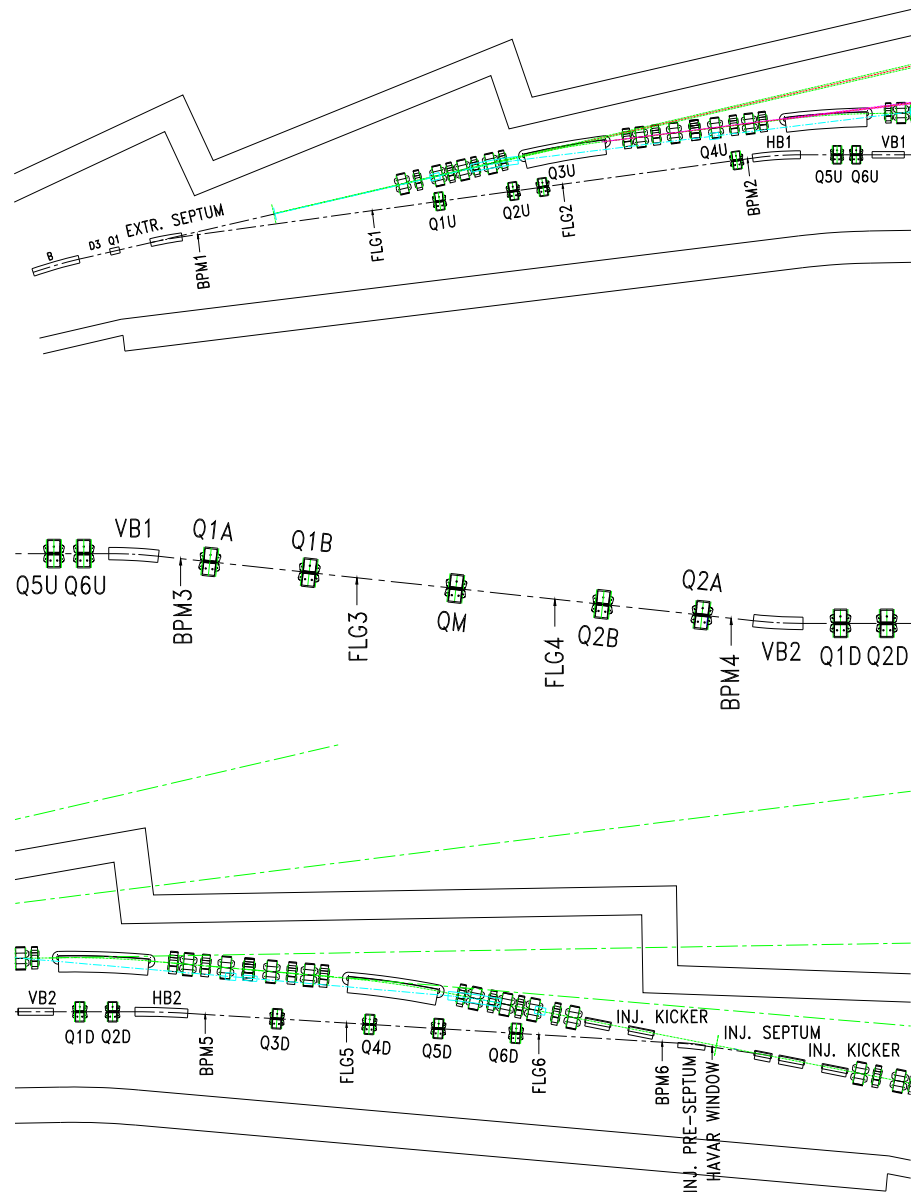 B
D3
Q1
EXTR. SEPTUM
BPM1
FLG1
Q1U
Q2U
Q3U
FLG2
Q4U
BPM2
HB1
Q5U
Q6U
VB1
Q5U
Q6U
VB1
BPM3
Q1A
Q1B
FLG3
QM
FLG4
Q2B
Q2A
BPM4
VB2
Q1D
Q2D
VB2
Q1D
Q2D
HB2
BPM5
Q3D
FLG5
Q4D
Q5D
Q6D
FLG6
INJ. KICKER
BPM6
INJ. PRE-SEPTUM
HAVAR WINDOW
INJ. SEPTUM
INJ. KICKER